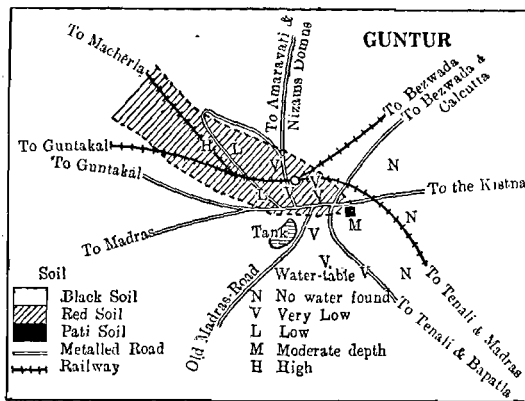 GUNTUR
To Macherla
To Amaravati &
Nizams Domns
To Bezwada
To Bezwada &
Calcutta
To Guntakal
To Guntakal
To Madras
To the Kistna
H
L
L
V
V
V
V
V
V
V
N
N
N
M
Tank
Old Madras-Road
To Tenali & Madras
To Tenali & Bapatla
Soil
Black Soil
Red Soil
Pati Soil
Metalled Road
Railway
Water-table
N No water found
V Very Low
L Low
M Moderate depth
H High